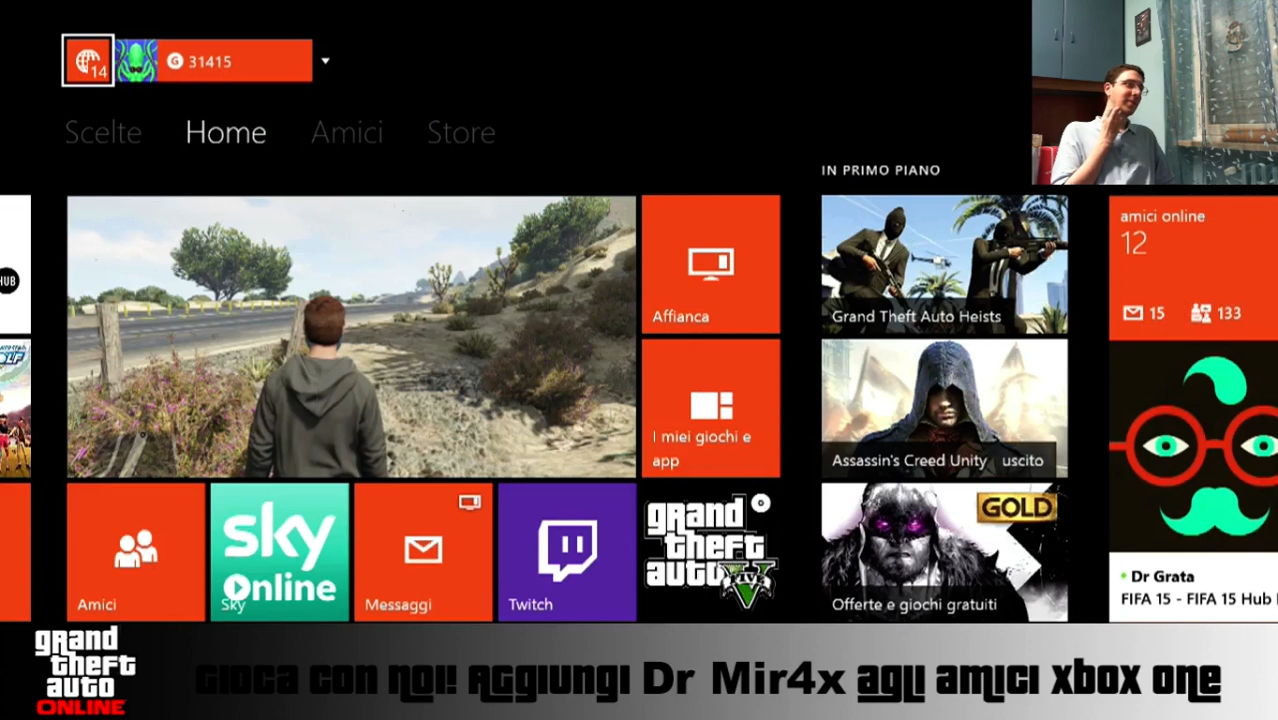 14
G 31415
Scelte Home Amici Store
IN PRIMO PIANO
HUB
Affianca
I miei giochi e
app
Grand Theft Auto Heists
Assassin's Creed Unity uscito
GOLD
Offerte e giochi gratuiti
amici online
12
15 133
Dr Grata
FIFA 15 - FIFA 15 Hub
Amici
sky
Online
Sky
Messaggi
Twitch
grand
theft
auto
V
grand
theft
auto
ONLINE
Gioca con noi! Aggiungi Dr Mir4x agli amici Xbox One